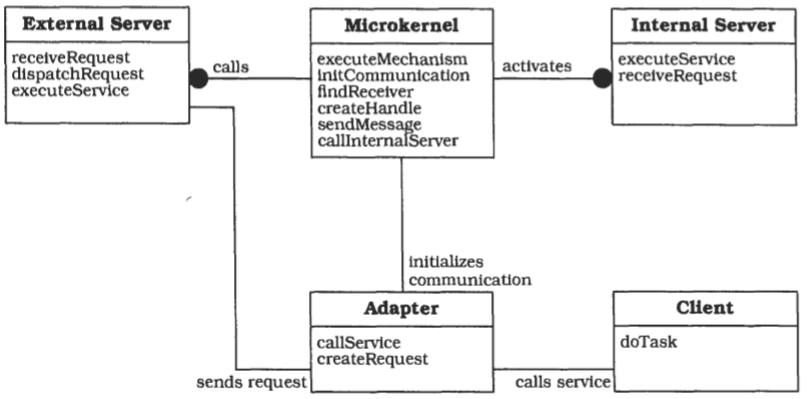 External Server
receiveRequest
dispatchRequest
executeService
calls
Microkernel
executeMechanism
initCommunication
findReceiver
createHandle
sendMessage
callInternalServer
activates
Internal Server
executeService
receiveRequest
initializes
communication
Adapter
callService
createRequest
sends request
calls service
Client
doTask